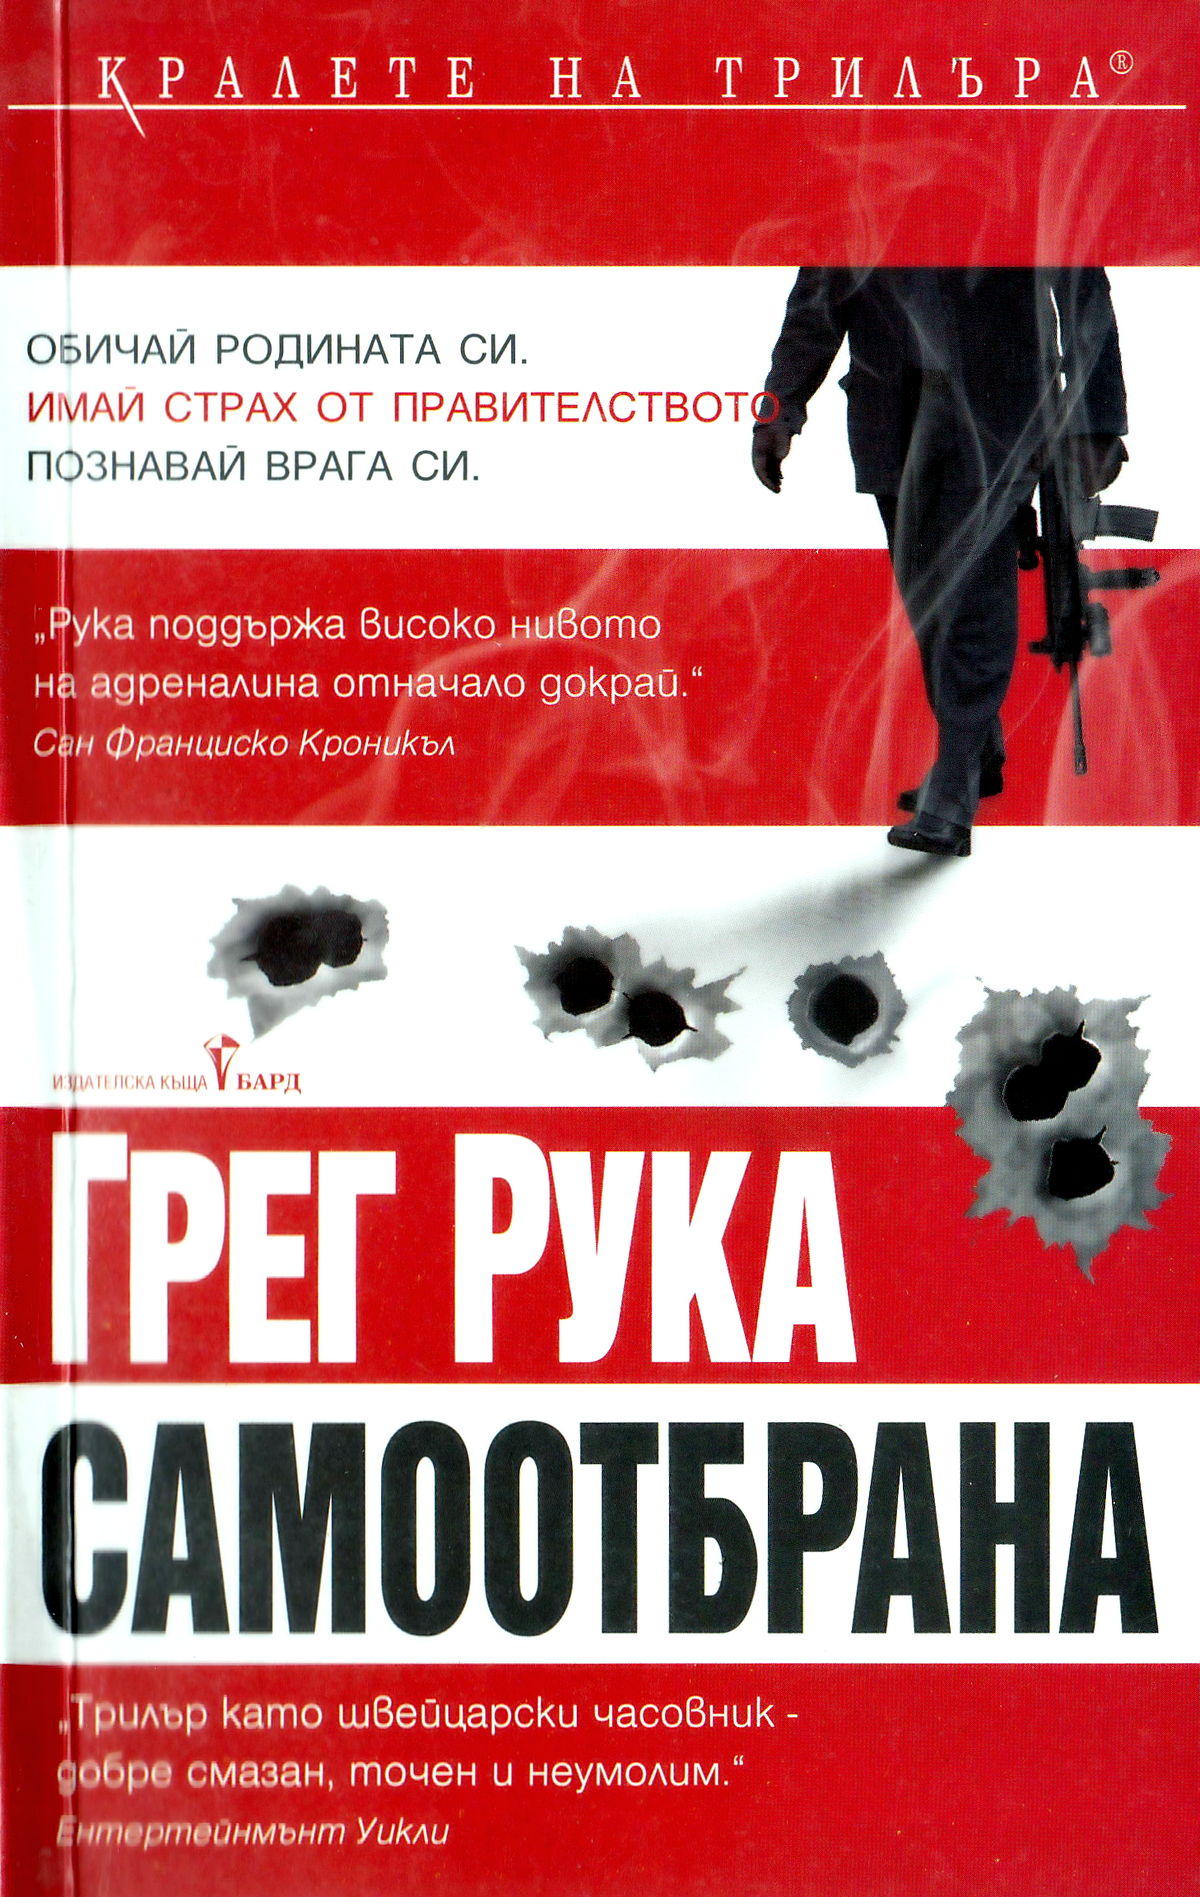 КРАЛЕТЕ НА ТРИЛЪРА®
ОБИЧАЙ РОДИНАТА СИ.
ИМАЙ СТРАХ ОТ ПРАВИТЕЛСТВОТО
ПОЗНАВАЙ ВРАГА СИ.
„Рука поддържа високо нивото
на адреналина отначало докрай.“
Сан Франциско Кроникъл
ИЗДАТЕЛСКА КЪЩА БАРД
ГРЕГ РУКА
САМООТБРАНА
„Трилър като швейцарски часовник -
добре смазан, точен и неумолим.“
Ентертейнмънт Уикли